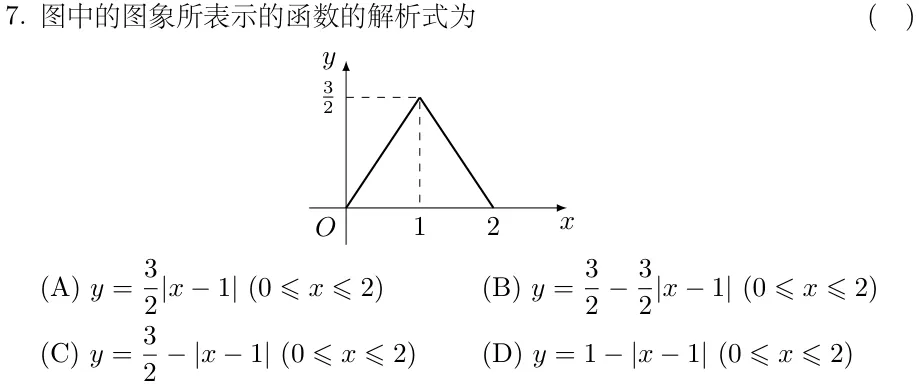 7. 图中的图象所表示的函数的解析式为 ( )
y
3/2
O 1 2 x
(A) y = 3/2|x − 1| (0 ⩽ x ⩽ 2) (B) y = 3/2 − 3/2|x − 1| (0 ⩽ x ⩽ 2)
(C) y = 3/2 − |x − 1| (0 ⩽ x ⩽ 2) (D) y = 1 − |x − 1| (0 ⩽ x ⩽ 2)